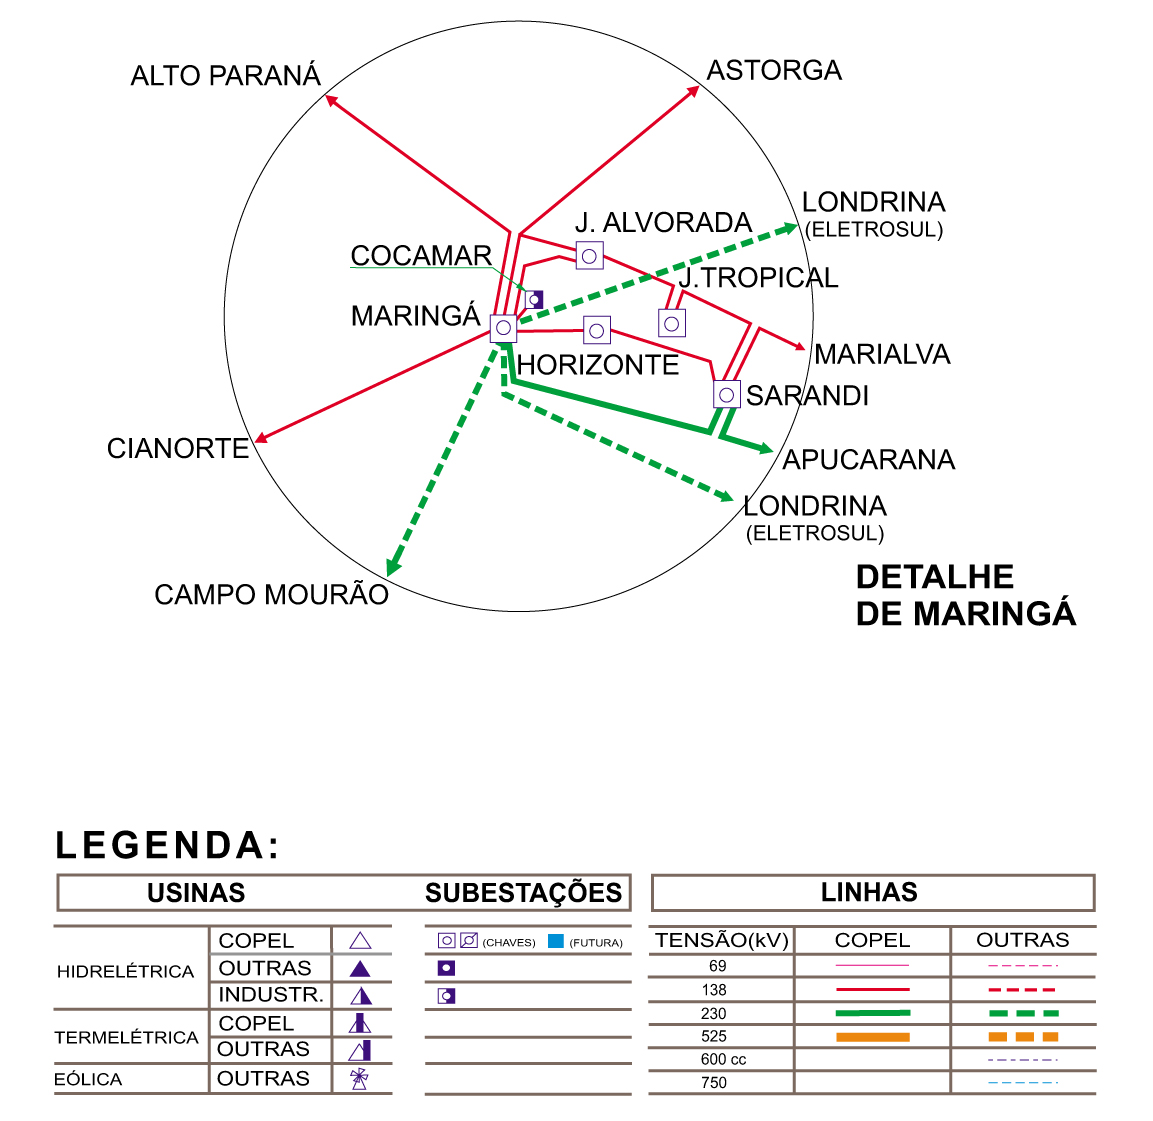 ALTO PARANÁ
ASTORGA
LONDRINA
(ELETROSUL)
J. ALVORADA
COCAMAR
J.TROPICAL
MARINGÁ
HORIZONTE
MARIALVA
SARANDI
CIANORTE
APUCARANA
LONDRINA
(ELETROSUL)
CAMPO MOURÃO
DETALHE
DE MARINGÁ
LEGENDA:
USINAS SUBESTAÇÕES LINHAS
HIDRELÉTRICA
COPEL (CHAVES) (FUTURA)
OUTRAS
INDUSTR.
TERMELÉTRICA
COPEL
OUTRAS
EÓLICA OUTRAS
TENSÃO(kV) COPEL OUTRAS
69
138
230
525
600 cc
750